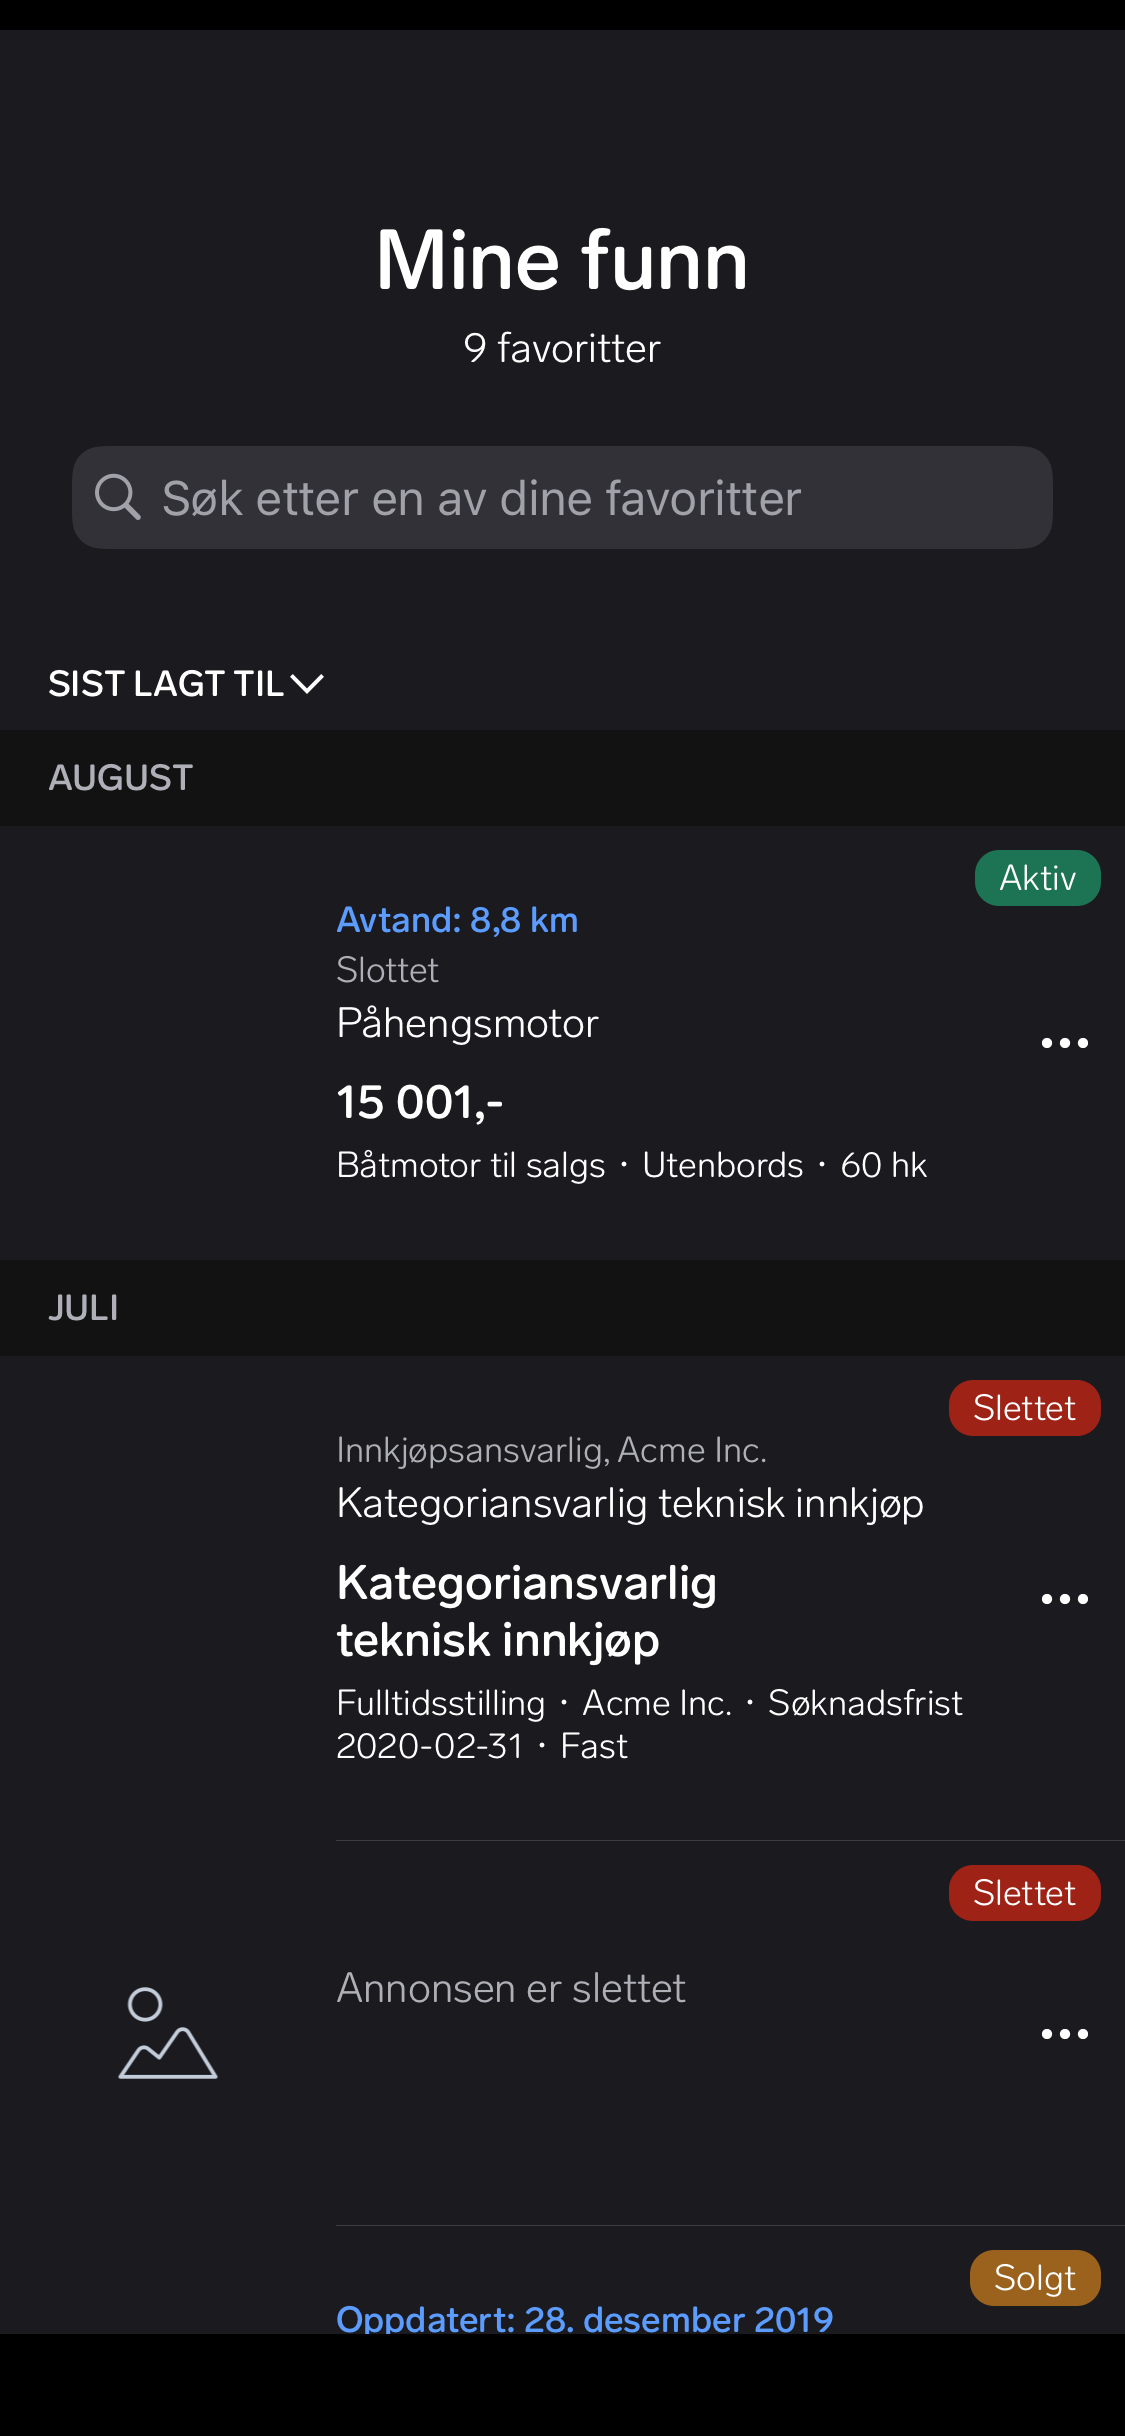 Mine funn
9 favoritter
Søk etter en av dine favoritter
SIST LAGT TIL
AUGUST
Aktiv
Avtand: 8,8 km
Slottet
Påhengsmotor
15 001,-
Båtmotor til salgs · Utenbords · 60 hk
JULI
Slettet
Innkjøpsansvarlig, Acme Inc.
Kategoriansvarlig teknisk innkjøp
Kategoriansvarlig
teknisk innkjøp
Fulltidsstilling · Acme Inc. · Søknadsfrist
2020-02-31 · Fast
Slettet
Annonsen er slettet
Solgt
Oppdatert: 28. desember 2019